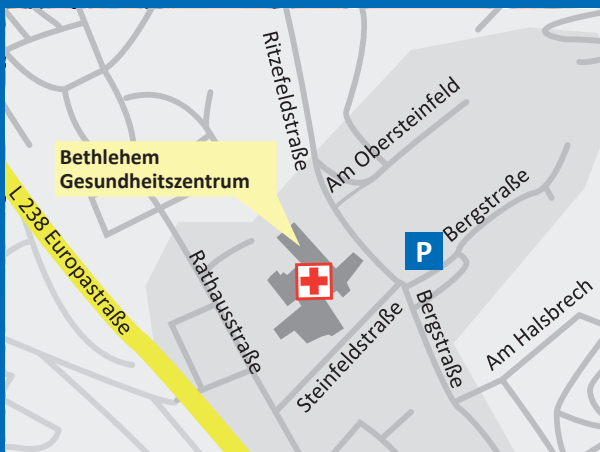 Ritzefeldstraße
Am Obersteinfeld
Bethlehem
Gesundheitszentrum
L 238 Europastraße
Rathausstraße
P
Bergstraße
Steinfeldstraße
Bergstraße
Am Halsbrech